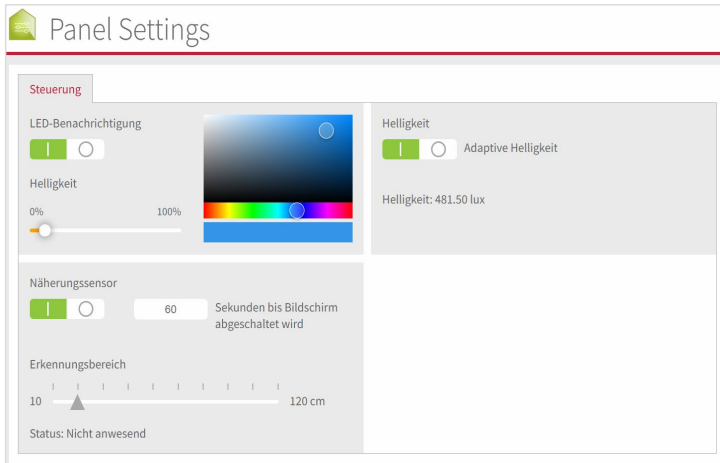 Panel Settings
Steuerung
LED-Benachrichtigung
Helligkeit
0% 100%
Helligkeit
Adaptive Helligkeit
Helligkeit: 481.50 lux
Näherungssensor
60 Sekunden bis Bildschirm
abgeschaltet wird
Erkennungsbereich
10 120 cm
Status: Nicht anwesend